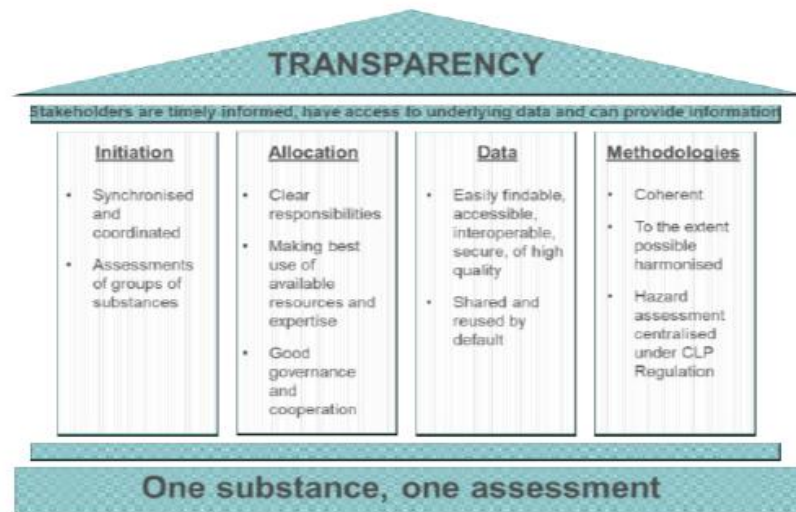 TRANSPARENCY
Stakeholders are timely informed, have access to underlying data and can provide information
Initiation
• Synchronised
and
coordinated
• Assessments
of groups of
substances
Allocation
• Clear
responsibilities
• Making best
use of
available
resources and
expertise
• Good
governance
and
cooperation
Data
• Easily findable,
accessible,
interoperable,
secure, of high
quality
• Shared and
reused by
default
Methodologies
• Coherent
• To the extent
possible
harmonised
• Hazard
assessment
centralised
under CLP
Regulation
One substance, one assessment